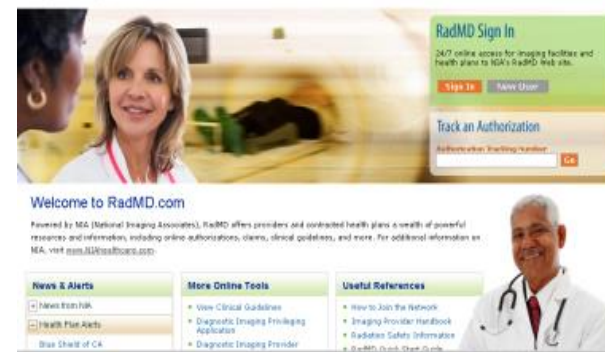 RadMD Sign In
24/7 online access for imaging facilities and
health plans to NIA's RadMD Web site.
Sign In New User
Track an Authorization
Authorization Tracking Number
Go
Welcome to RadMD.com
Powered by NIA (National Imaging Associates), RadMD offers providers and contracted health plans a wealth of powerful
resources and information, including online authorizations, claims, clinical guidelines, and more. For additional information on
NIA, visit www.NIAhealthcare.com.
News & Alerts
News from NIA
Health Plan Alerts
Blue Shield of CA
More Online Tools
View Clinical Guidelines
Diagnostic Imaging Privileging
Application
Diagnostic Imaging Provider
Useful References
How to Join the Network
Imaging Provider Handbook
Radiation Safety Information
RadMD Quick Start Guide